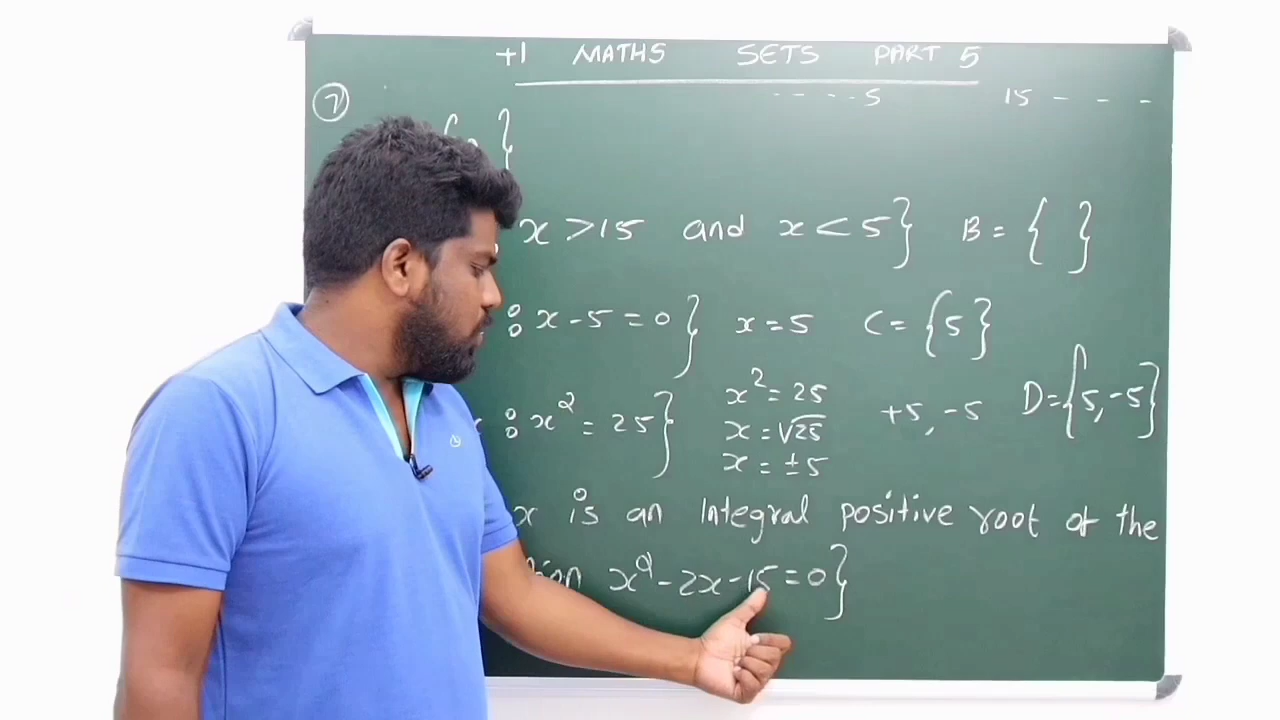 +1 MATHS SETS PART 5
- - - - 5 15 - - -
7
}
x > 15 and x < 5} B = { }
: x - 5 = 0} x = 5 C = {5}
: x² = 25} x² = 25 +5, -5 D = {5, -5}
x = √25
x = ±5
x is an Integral positive root of the
x² - 2x - 15 = 0}